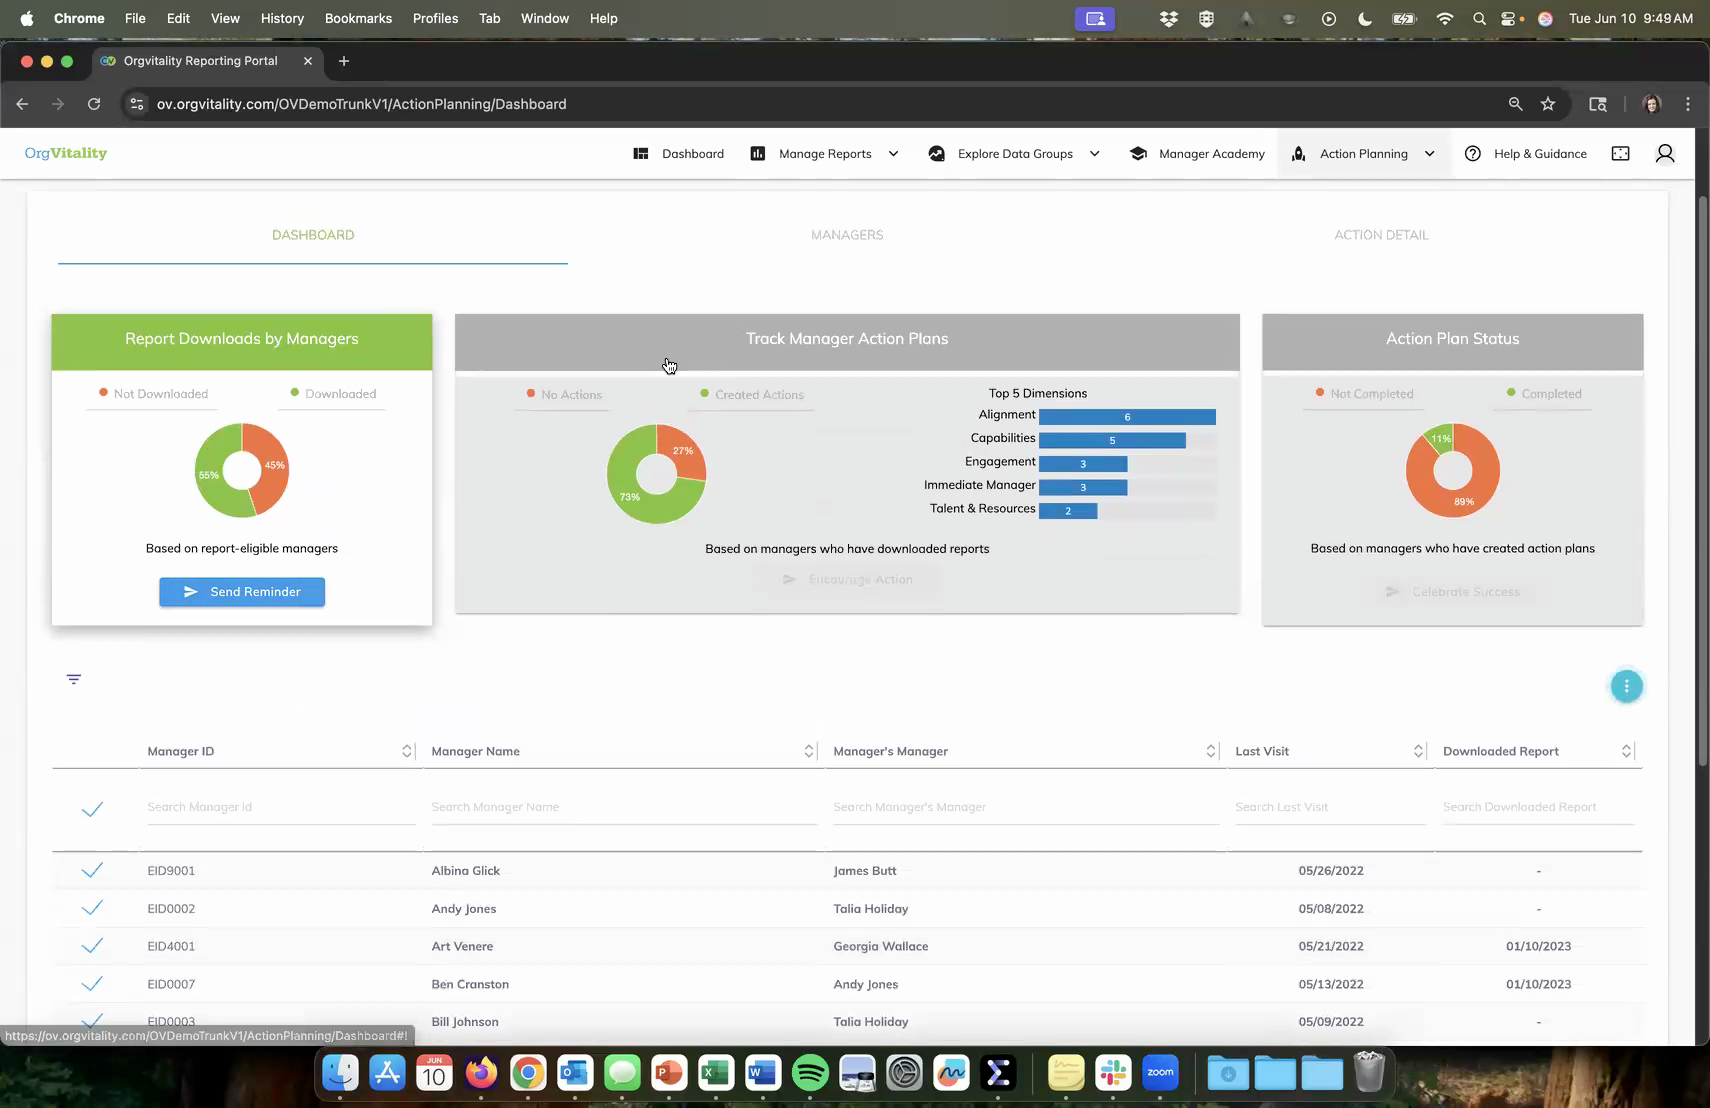 Chrome File Edit View History Bookmarks Profiles Tab Window Help Tue Jun 10 9:49 AM
Orgvitality Reporting Portal
ov.orgvitality.com/OVDemoTrunkV1/ActionPlanning/Dashboard
OrgVitality Dashboard Manage Reports Explore Data Groups Manager Academy Action Planning Help & Guidance
DASHBOARD MANAGERS ACTION DETAIL
Report Downloads by Managers
Not Downloaded Downloaded
45%
55%
Based on report-eligible managers
Send Reminder
Track Manager Action Plans
No Actions Created Actions
27%
73%
Top 5 Dimensions
Alignment 6
Capabilities 5
Engagement 3
Immediate Manager 3
Talent & Resources 2
Based on managers who have downloaded reports
Encourage Action
Action Plan Status
Not Completed Completed
11%
89%
Based on managers who have created action plans
Celebrate Success
Manager ID Manager Name Manager's Manager Last Visit Downloaded Report
Search Manager Id Search Manager Name Search Manager's Manager Search Last Visit Search Downloaded Report
EID9001 Albina Glick James Butt 05/26/2022 -
EID0002 Andy Jones Talia Holiday 05/08/2022 -
EID4001 Art Venere Georgia Wallace 05/21/2022 01/10/2023
EID0007 Ben Cranston Andy Jones 05/13/2022 01/10/2023
EID0003 Bill Johnson Talia Holiday 05/09/2022 -
https://ov.orgvitality.com/OVDemoTrunkV1/ActionPlanning/Dashboard#!
JUN
10
zoom